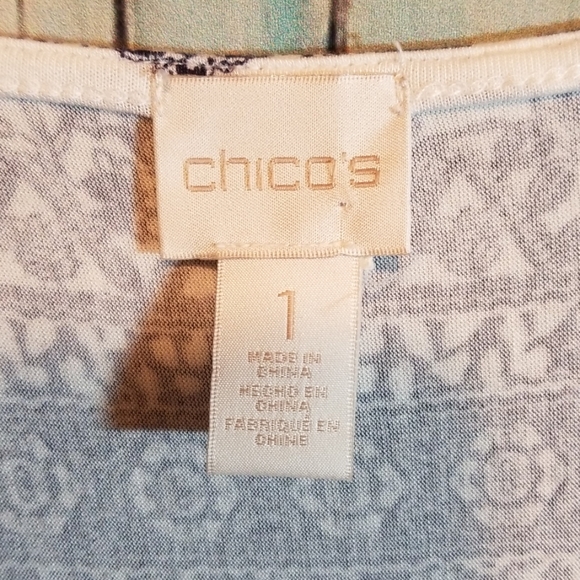 chico's
1
MADE IN
CHINA
HECHO EN
CHINA
FABRIQUE EN
CHINE